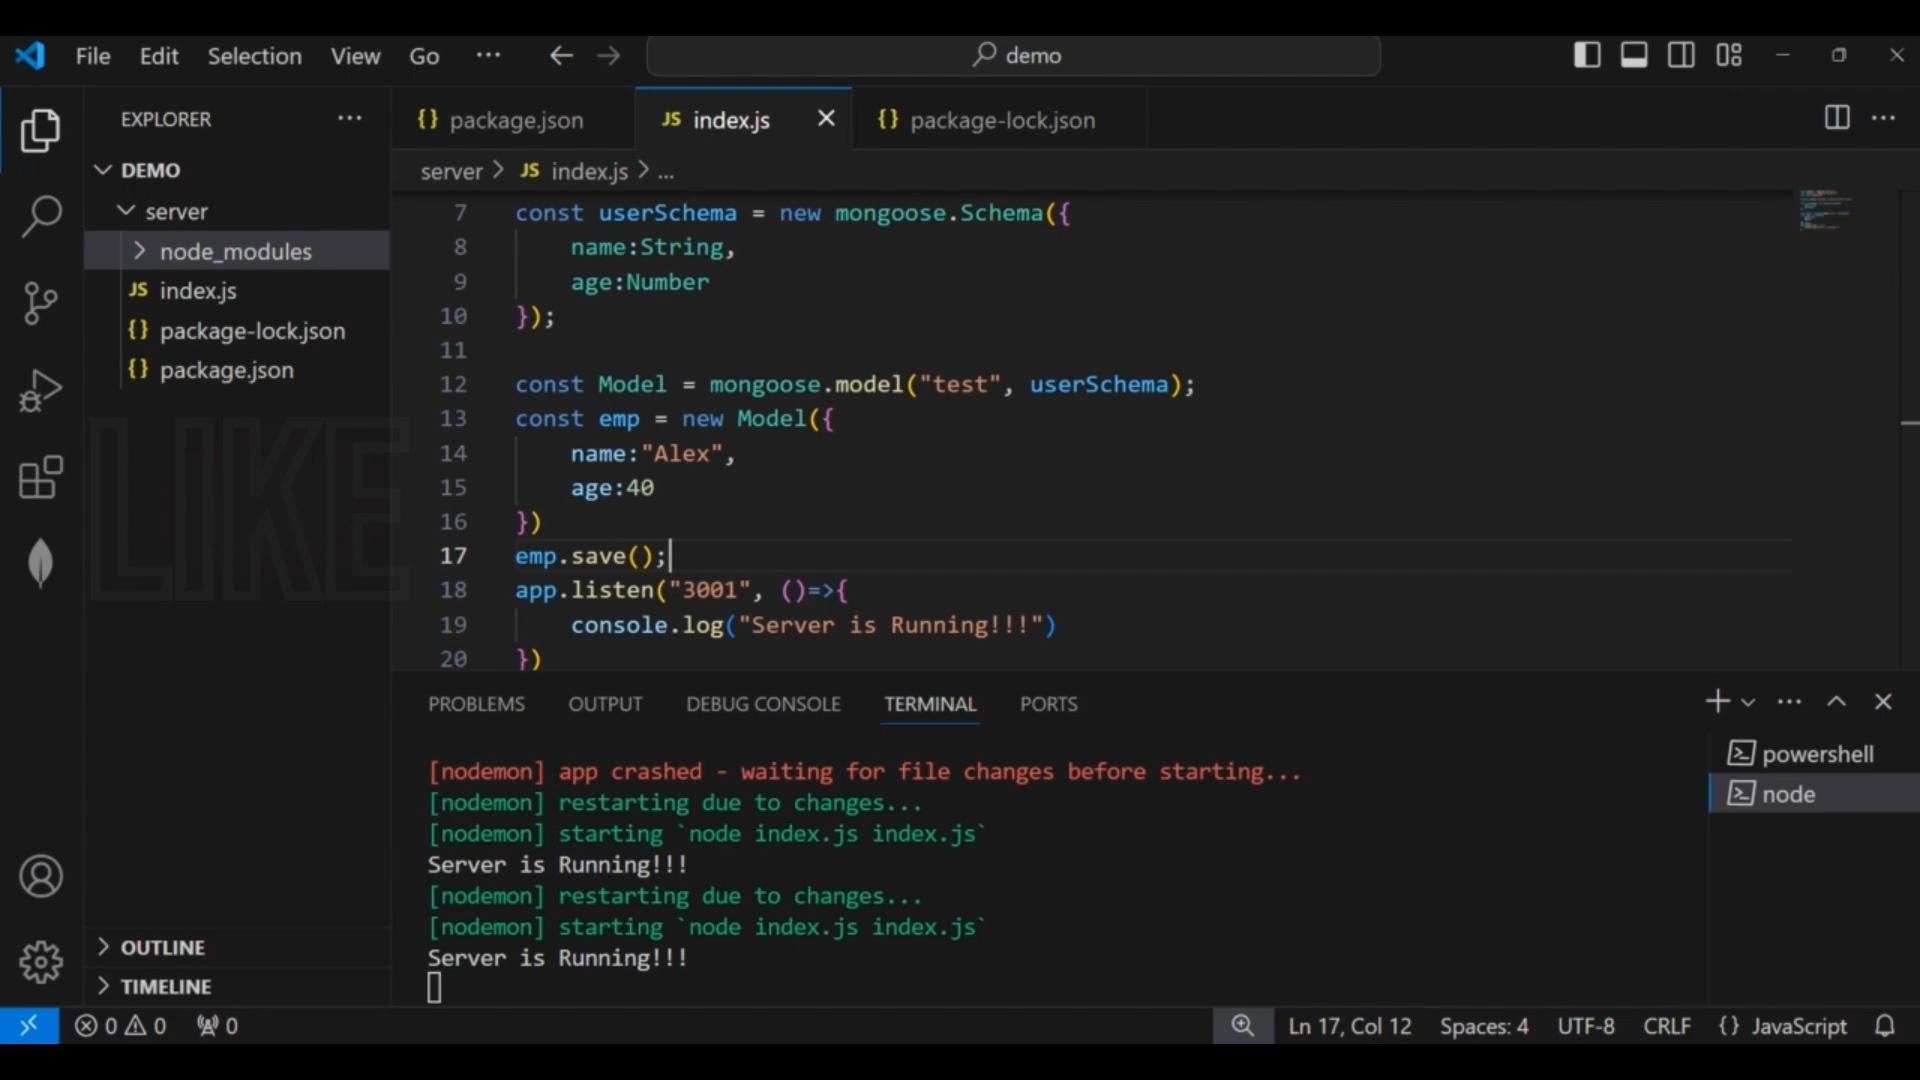 File Edit Selection View Go ··· demo
EXPLORER ···
{} package.json JS index.js {} package-lock.json ···
DEMO
server > JS index.js > ...
server
node_modules
JS index.js
{} package-lock.json
{} package.json
LIKE
7 const userSchema = new mongoose.Schema({
8 name:String,
9 age:Number
10 });
11
12 const Model = mongoose.model("test", userSchema);
13 const emp = new Model({
14 name:"Alex",
15 age:40
16 })
17 emp.save();
18 app.listen("3001", ()=>{
19 console.log("Server is Running!!!")
20 })
PROBLEMS OUTPUT DEBUG CONSOLE TERMINAL PORTS ···
[nodemon] app crashed - waiting for file changes before starting...
[nodemon] restarting due to changes...
[nodemon] starting `node index.js index.js`
Server is Running!!!
[nodemon] restarting due to changes...
[nodemon] starting `node index.js index.js`
Server is Running!!!
powershell
node
OUTLINE
TIMELINE
0 0 0 Ln 17, Col 12 Spaces: 4 UTF-8 CRLF {} JavaScript